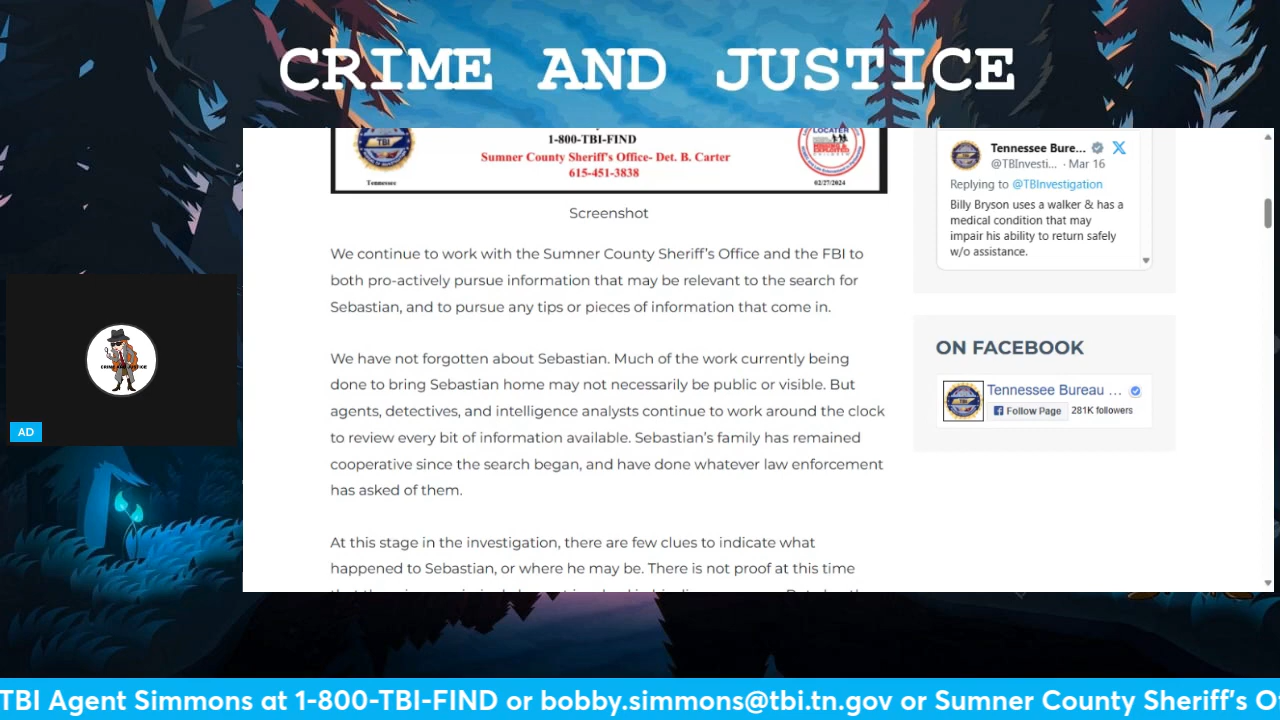 CRIME AND JUSTICE
TBI
Tennessee
1-800-TBI-FIND
Sumner County Sheriff's Office- Det. B. Carter
615-451-3838
LOCATER
02/27/2024
Screenshot
We continue to work with the Sumner County Sheriff's Office and the FBI to
both pro-actively pursue information that may be relevant to the search for
Sebastian, and to pursue any tips or pieces of information that come in.
We have not forgotten about Sebastian. Much of the work currently being
done to bring Sebastian home may not necessarily be public or visible. But
agents, detectives, and intelligence analysts continue to work around the clock
to review every bit of information available. Sebastian's family has remained
cooperative since the search began, and have done whatever law enforcement
has asked of them.
At this stage in the investigation, there are few clues to indicate what
happened to Sebastian, or where he may be. There is not proof at this time
Tennessee Bure...
@TBInvesti... · Mar 16
Replying to @TBInvestigation
Billy Bryson uses a walker & has a
medical condition that may
impair his ability to return safely
w/o assistance.
ON FACEBOOK
Tennessee Bureau ...
Follow Page 281K followers
CRIME AND JUSTICE
AD
TBI Agent Simmons at 1-800-TBI-FIND or bobby.simmons@tbi.tn.gov or Sumner County Sheriff's O